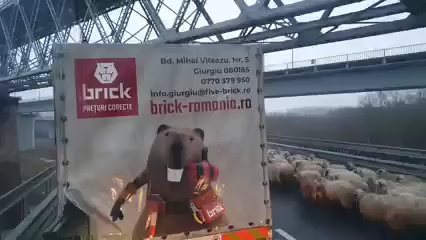 brick
PREȚURI CORECTE
Bd. Mihai Viteazu, Nr. 5
Giurgiu 080185
0770 379 950
info.giurgiu@five-brick.ro
brick-romania.ro
brick